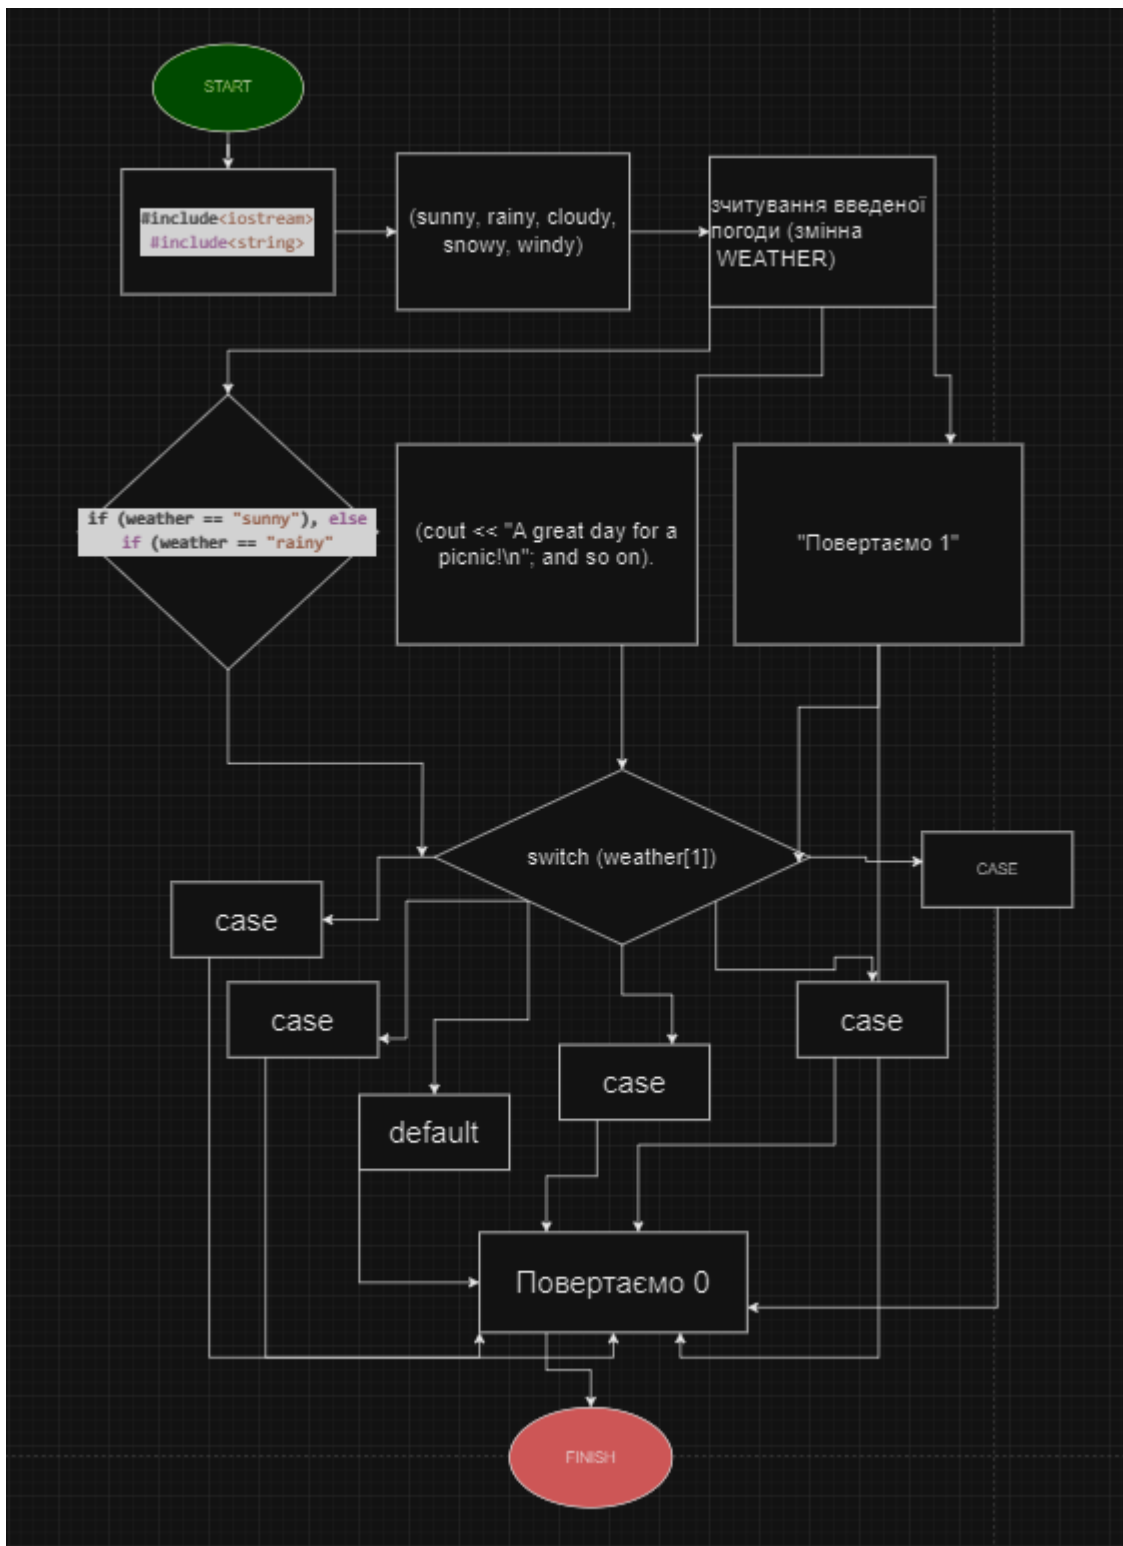 START
#include<iostream>
#include<string>
(sunny, rainy, cloudy,
snowy, windy)
зчитування введеної
погоди (змінна
WEATHER)
if (weather == "sunny"), else
if (weather == "rainy"
(cout << "A great day for a
picnic!\n"; and so on).
"Повертаємо 1"
switch (weather[1])
CASE
case
case
case
case
default
Повертаємо 0
FINISH